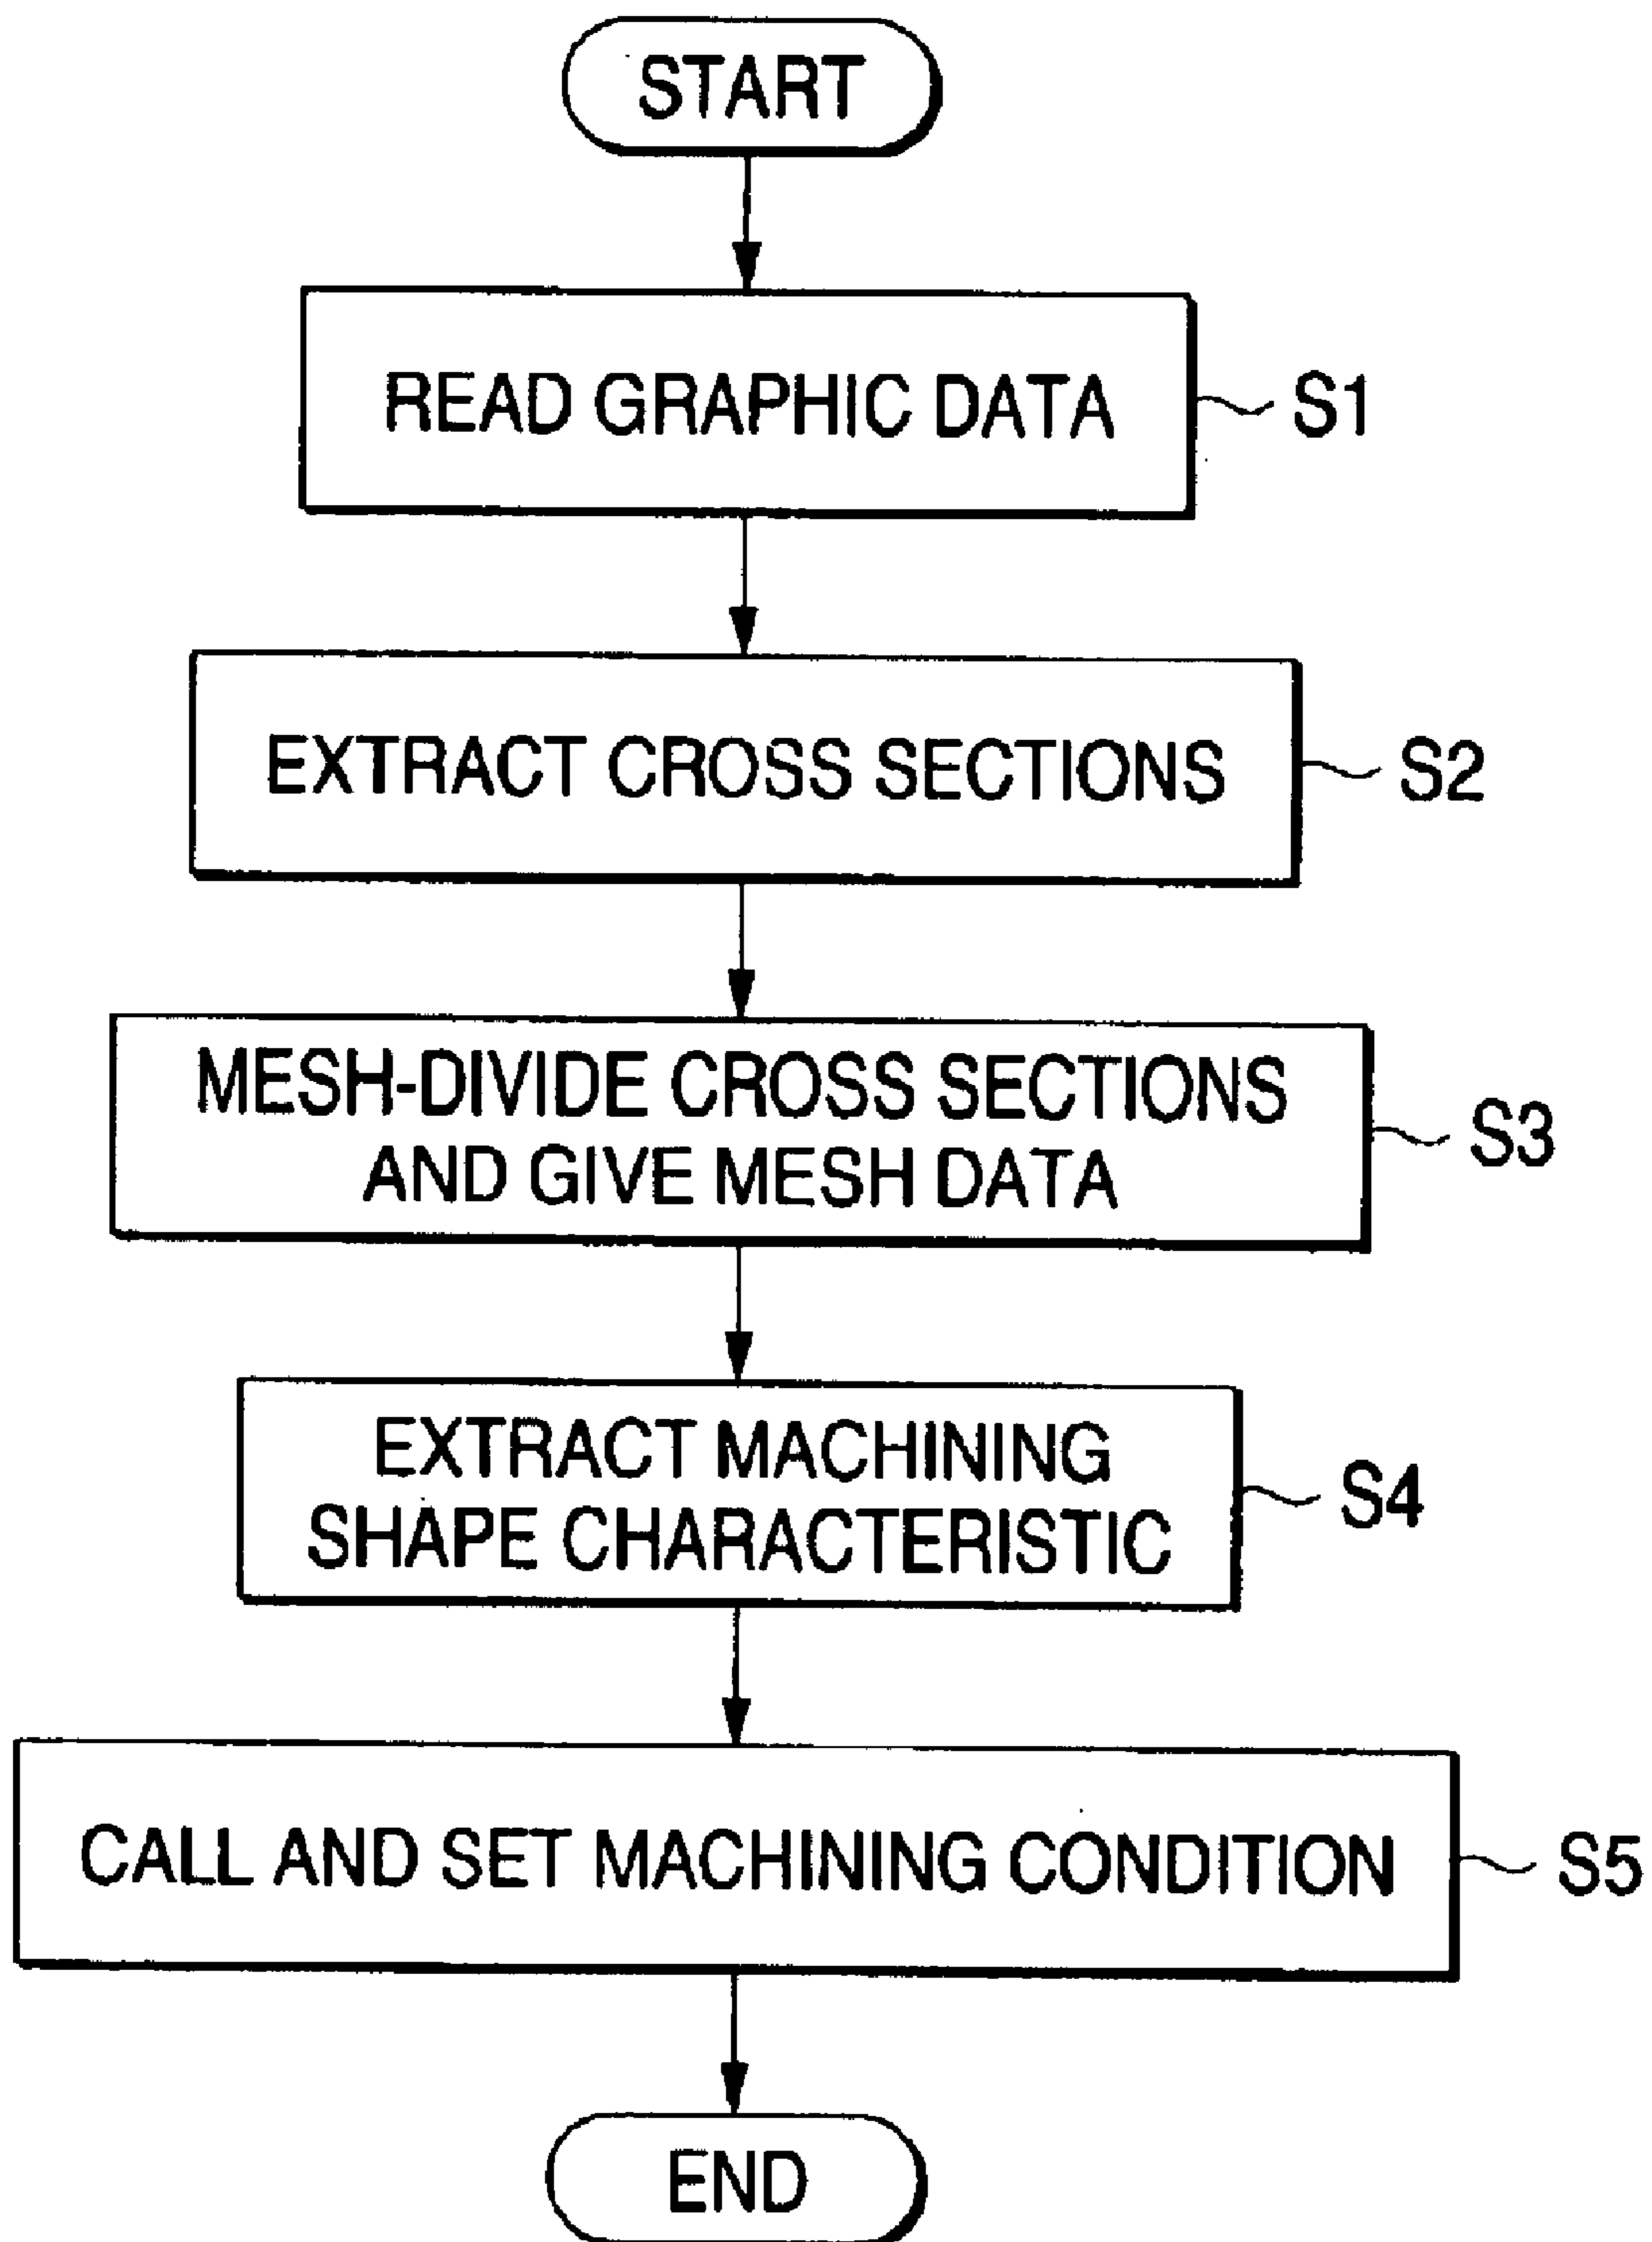 START
READ GRAPHIC DATA
S1
EXTRACT CROSS SECTIONS
S2
MESH-DIVIDE CROSS SECTIONS
AND GIVE MESH DATA
S3
EXTRACT MACHINING
SHAPE CHARACTERISTIC
S4
CALL AND SET MACHINING CONDITION
S5
END